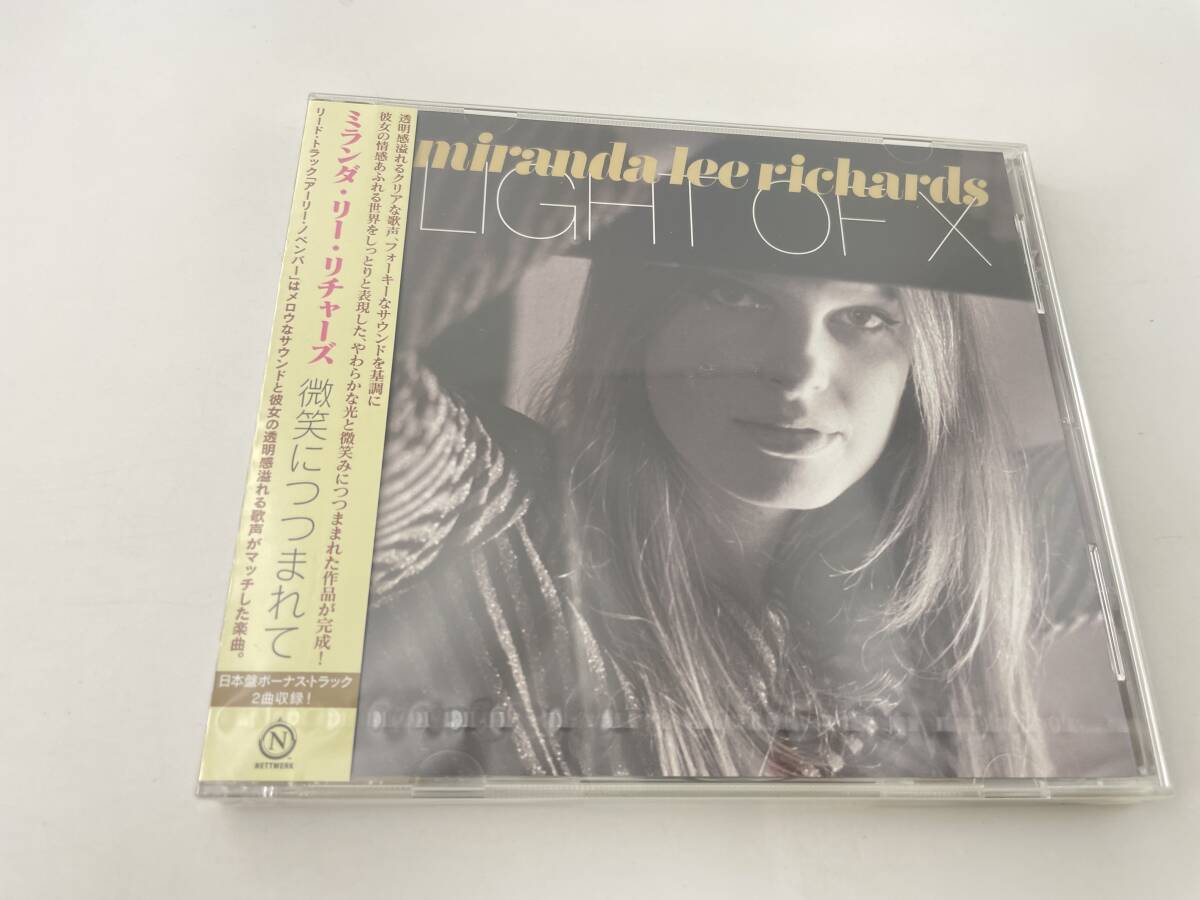 miranda lee richards
LIGHT OF X
透明感溢れるクリアな歌声、フォーキーなサウンドを基調に
彼女の情感あふれる世界をしっとりと表現した、やわらかな光と微笑みにつつまれた作品が完成！
ミランダ・リー・リチャーズ
微笑につつまれて
リード・トラック「アーリー・ノベンバー」はメロウなサウンドと彼女の透明感溢れる歌声がマッチした楽曲。
日本盤ボーナス・トラック
2曲収録！
N
NETTWERK